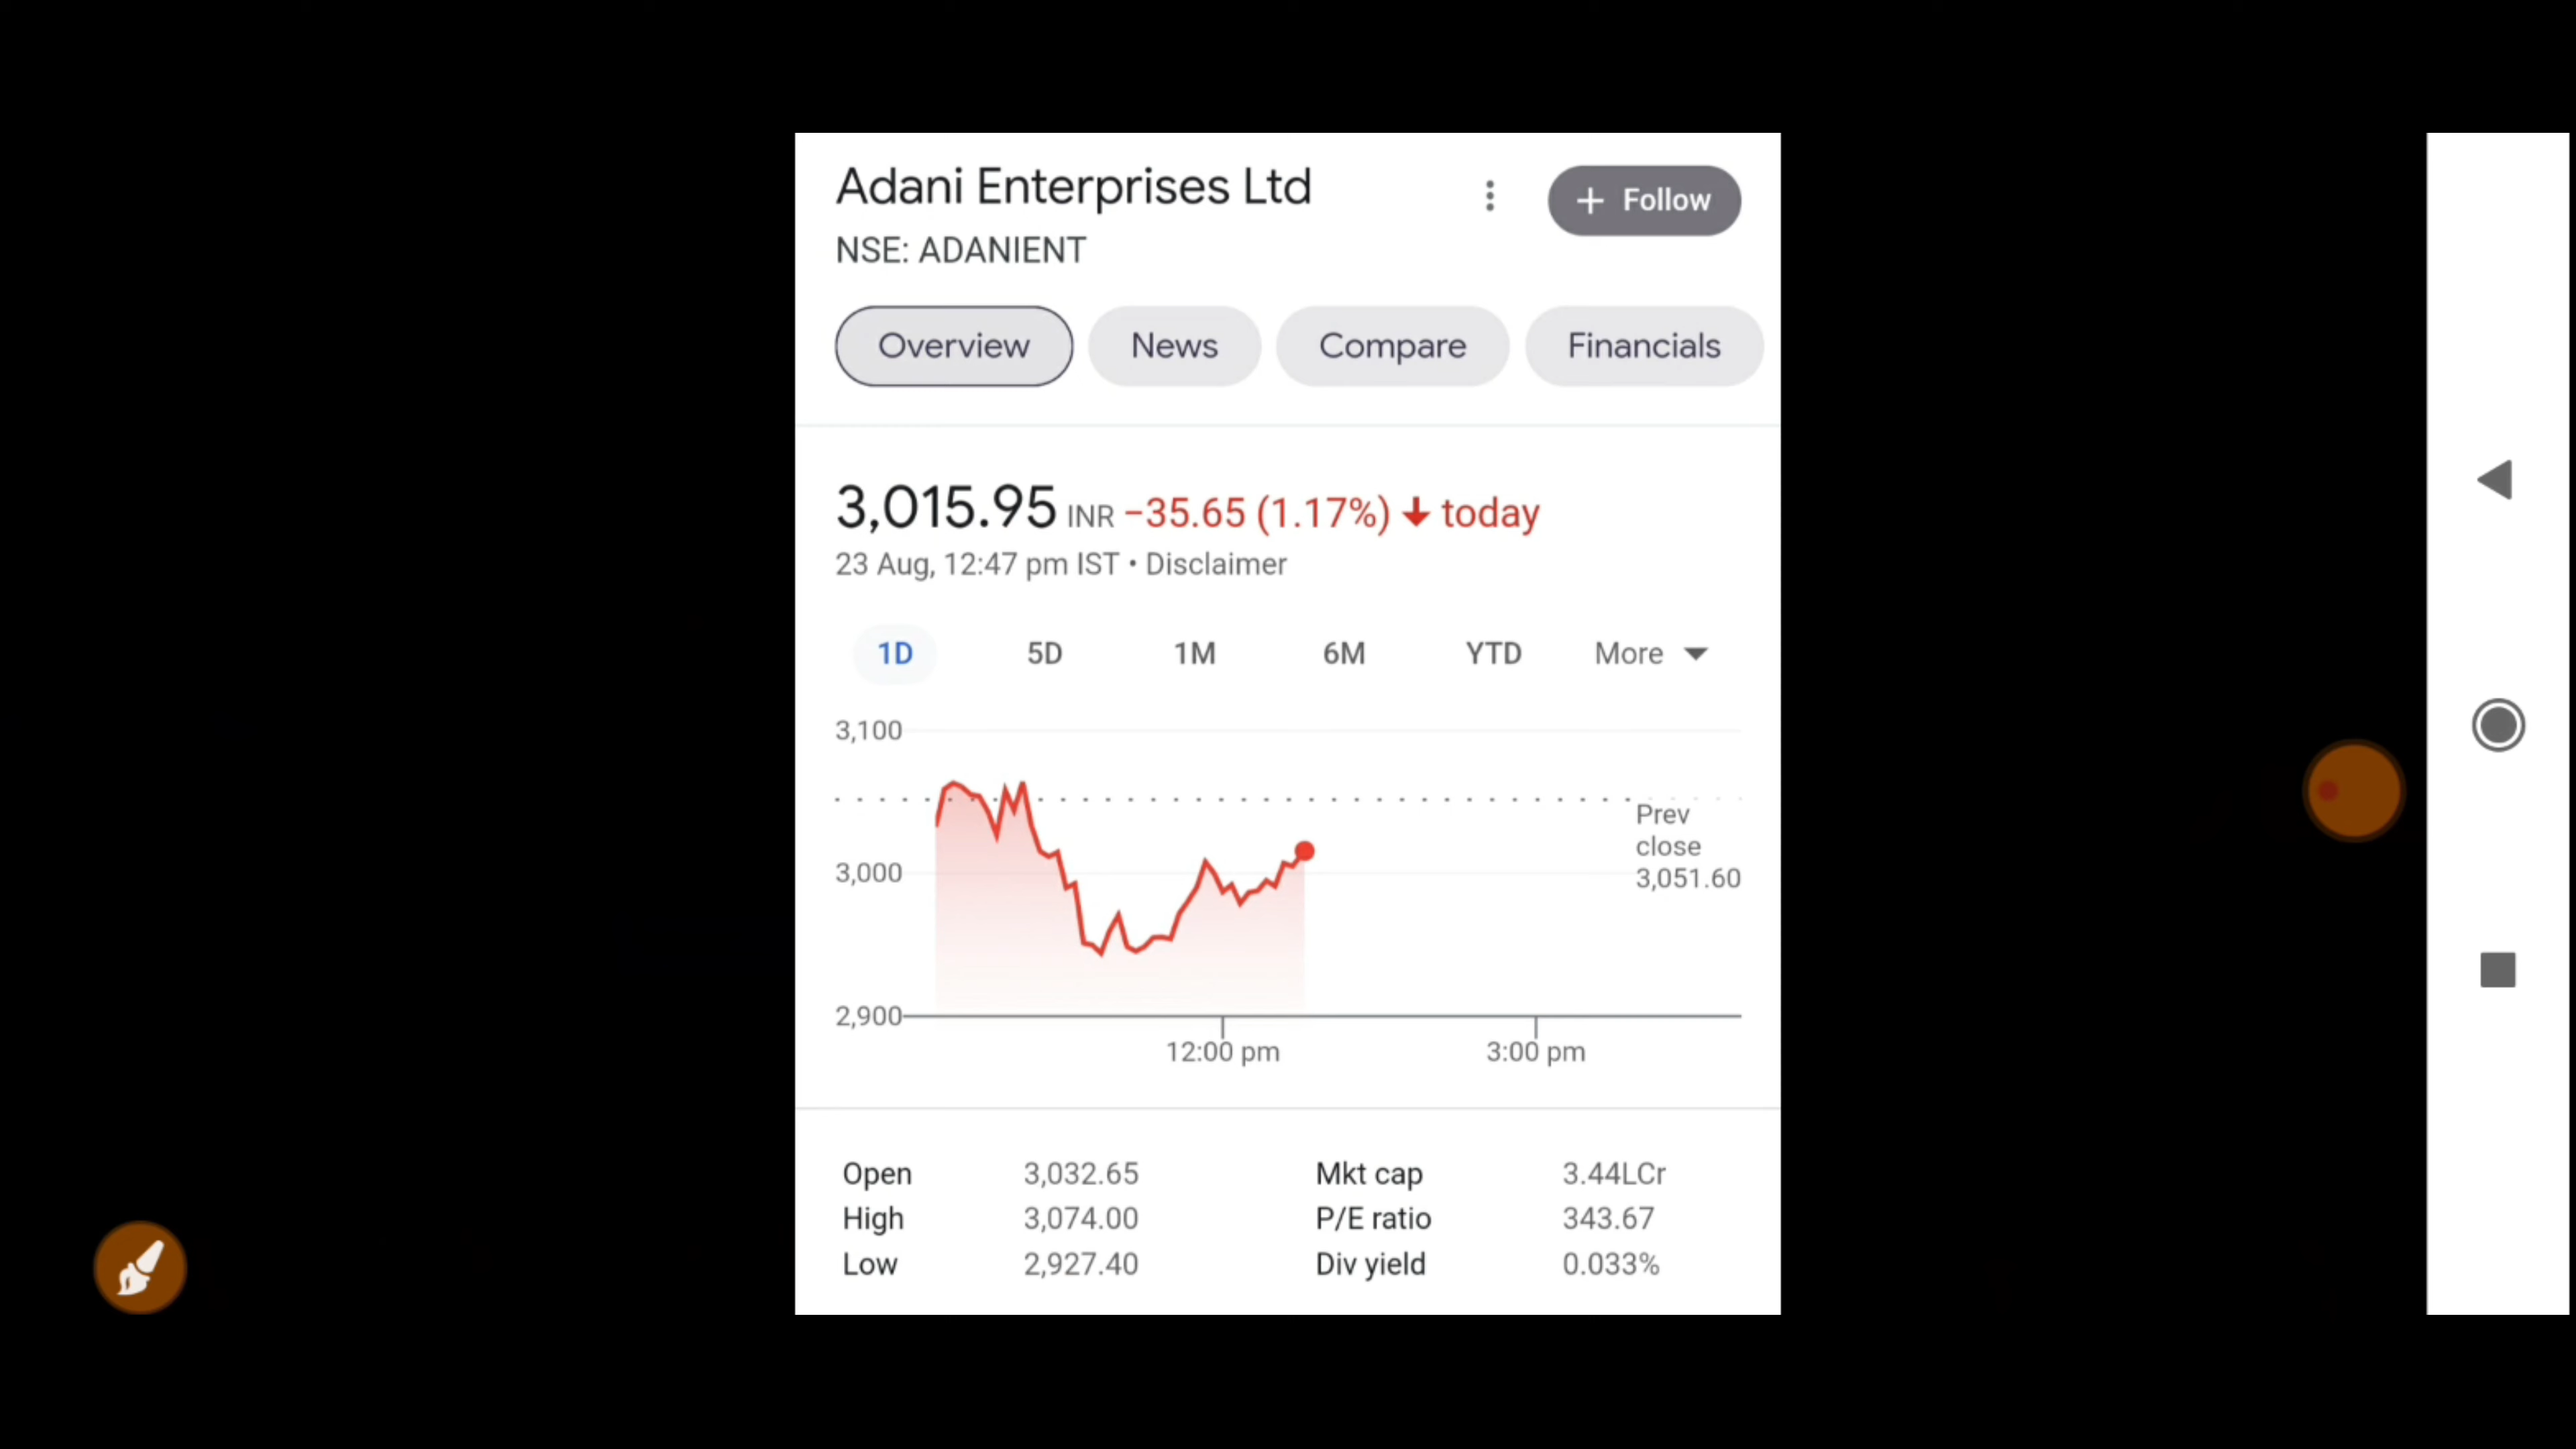 Adani Enterprises Ltd
+ Follow
NSE: ADANIENT
Overview News Compare Financials
3,015.95 INR −35.65 (1.17%) ↓ today
23 Aug, 12:47 pm IST • Disclaimer
1D 5D 1M 6M YTD More
3,100
Prev
close
3,051.60
3,000
2,900
12:00 pm 3:00 pm
Open 3,032.65 Mkt cap 3.44LCr
High 3,074.00 P/E ratio 343.67
Low 2,927.40 Div yield 0.033%